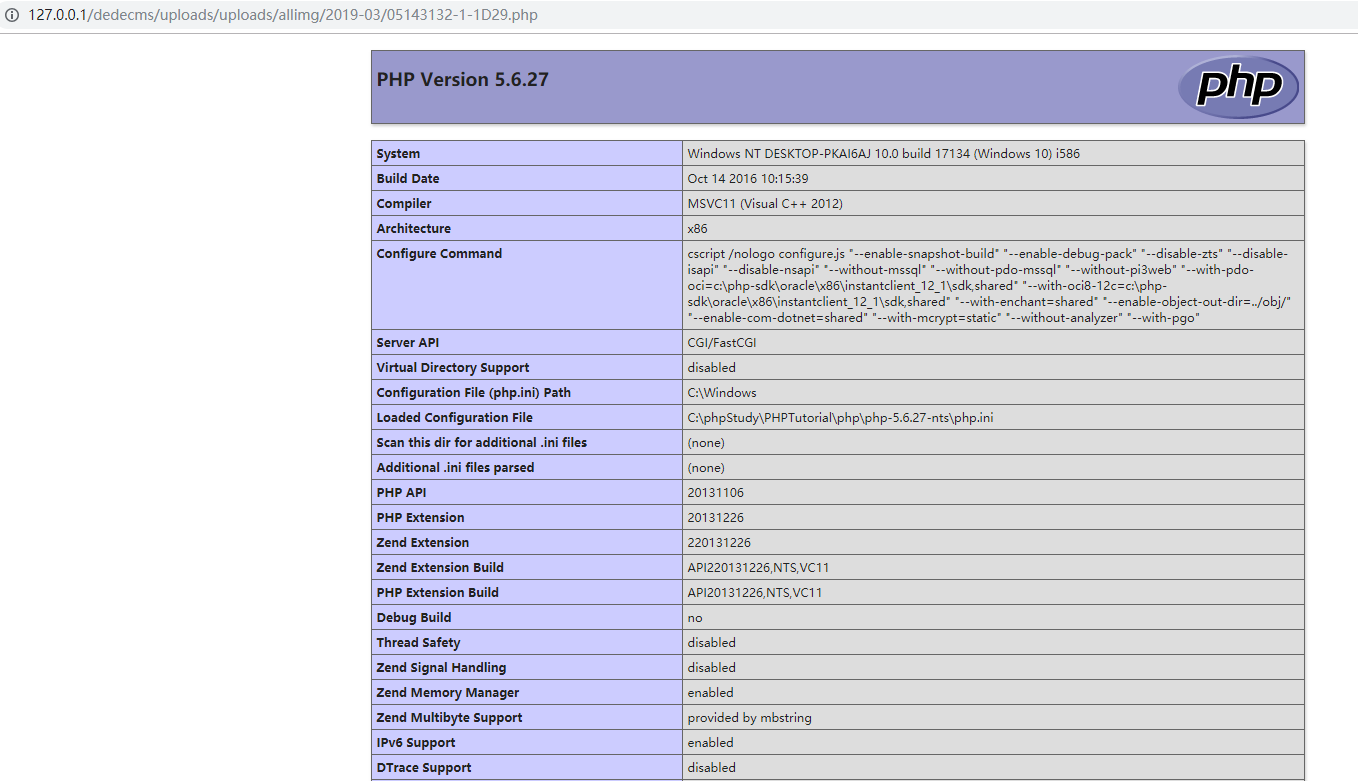 127.0.0.1/dedecms/uploads/uploads/allimg/2019-03/05143132-1-1D29.php
PHP Version 5.6.27
php
System Windows NT DESKTOP-PKAI6AJ 10.0 build 17134 (Windows 10) i586
Build Date Oct 14 2016 10:15:39
Compiler MSVC11 (Visual C++ 2012)
Architecture x86
Configure Command cscript /nologo configure.js "--enable-snapshot-build" "--enable-debug-pack" "--disable-zts" "--disable-
isapi" "--disable-nsapi" "--without-mssql" "--without-pdo-mssql" "--without-pi3web" "--with-pdo-
oci=c:\php-sdk\oracle\x86\instantclient_12_1\sdk,shared" "--with-oci8-12c=c:\php-
sdk\oracle\x86\instantclient_12_1\sdk,shared" "--with-enchant=shared" "--enable-object-out-dir=../obj/"
"--enable-com-dotnet=shared" "--with-mcrypt=static" "--without-analyzer" "--with-pgo"
Server API CGI/FastCGI
Virtual Directory Support disabled
Configuration File (php.ini) Path C:\Windows
Loaded Configuration File C:\phpStudy\PHPTutorial\php\php-5.6.27-nts\php.ini
Scan this dir for additional .ini files (none)
Additional .ini files parsed (none)
PHP API 20131106
PHP Extension 20131226
Zend Extension 220131226
Zend Extension Build API220131226,NTS,VC11
PHP Extension Build API20131226,NTS,VC11
Debug Build no
Thread Safety disabled
Zend Signal Handling disabled
Zend Memory Manager enabled
Zend Multibyte Support provided by mbstring
IPv6 Support enabled
DTrace Support disabled